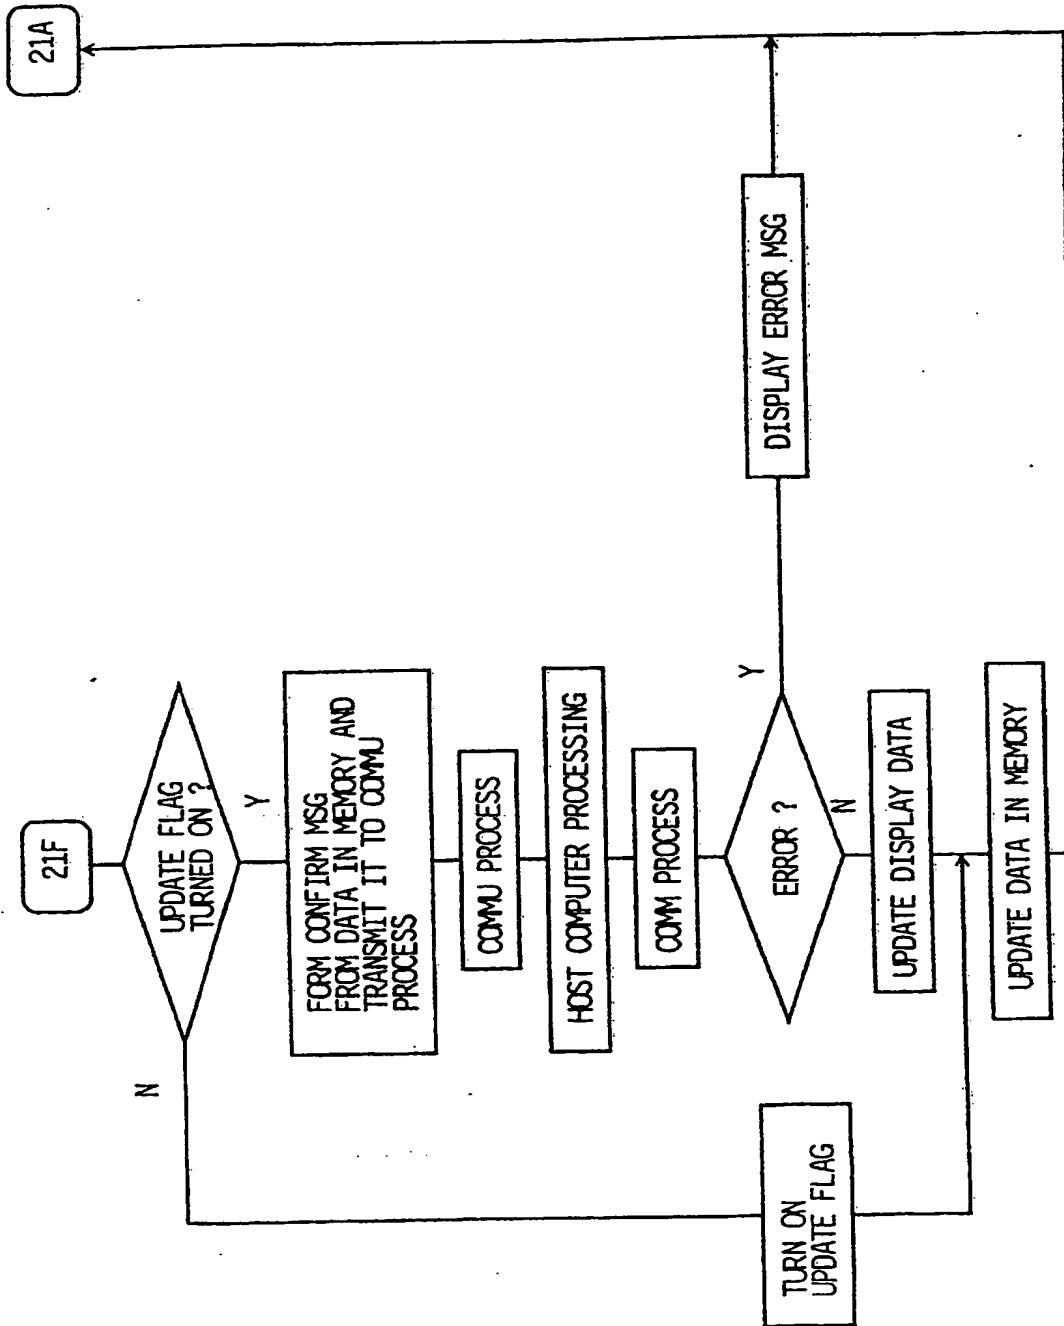 21A
21F
UPDATE FLAG
TURNED ON ?
N
Y
FORM CONFIRM MSG
FROM DATA IN MEMORY AND
TRANSMIT IT TO COMMU
PROCESS
COMMU PROCESS
HOST COMPUTER PROCESSING
COMM PROCESS
ERROR ?
Y
DISPLAY ERROR MSG
N
TURN ON
UPDATE FLAG
UPDATE DISPLAY DATA
UPDATE DATA IN MEMORY